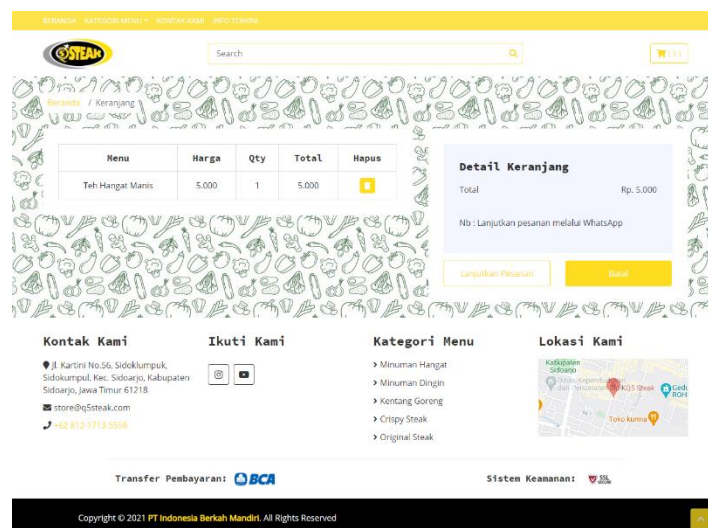 BERANDA KATEGORI MENU KONTAK KAMI INFO TERKINI
STEAK
Search
( 1 )
Beranda / Keranjang
Menu Harga Qty Total Hapus
Teh Hangat Manis 5.000 1 5.000
Detail Keranjang
Total Rp. 5.000
Nb : Lanjutkan pesanan melalui WhatsApp
Lanjutkan Pesanan Batal
Kontak Kami
Jl. Kartini No.56, Sidoklumpuk,
Sidokumpul, Kec. Sidoarjo, Kabupaten
Sidoarjo, Jawa Timur 61218
store@q5steak.com
+62 812-1713-5556
Ikuti Kami
Kategori Menu
> Minuman Hangat
> Minuman Dingin
> Kentang Goreng
> Crispy Steak
> Original Steak
Lokasi Kami
Kabupaten
Sidoarjo
KQ5 Steak
Toko kurma
Transfer Pembayaran: BCA
Sistem Keamanan: SSL
SECURE
Copyright © 2021 PT Indonesia Berkah Mandiri. All Rights Reserved